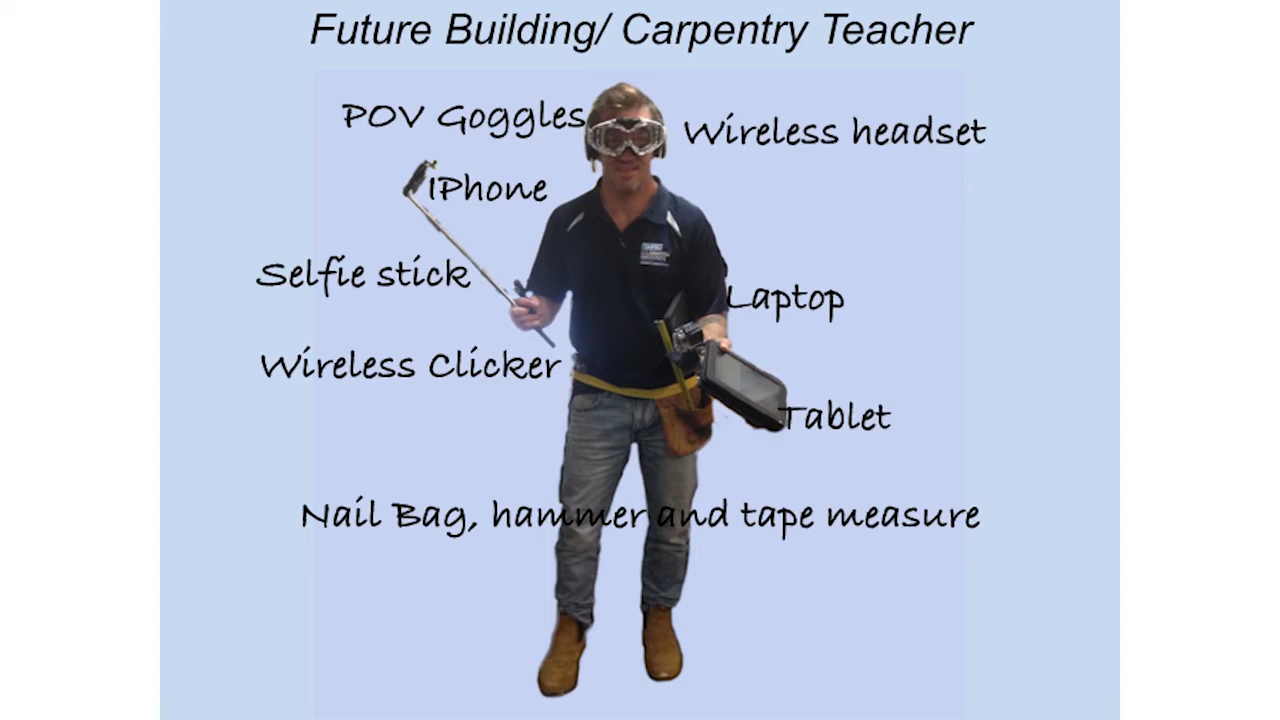 Future Building/ Carpentry Teacher
POV Goggles
Wireless headset
IPhone
Selfie stick
Laptop
Wireless Clicker
Tablet
Nail Bag, hammer and tape measure